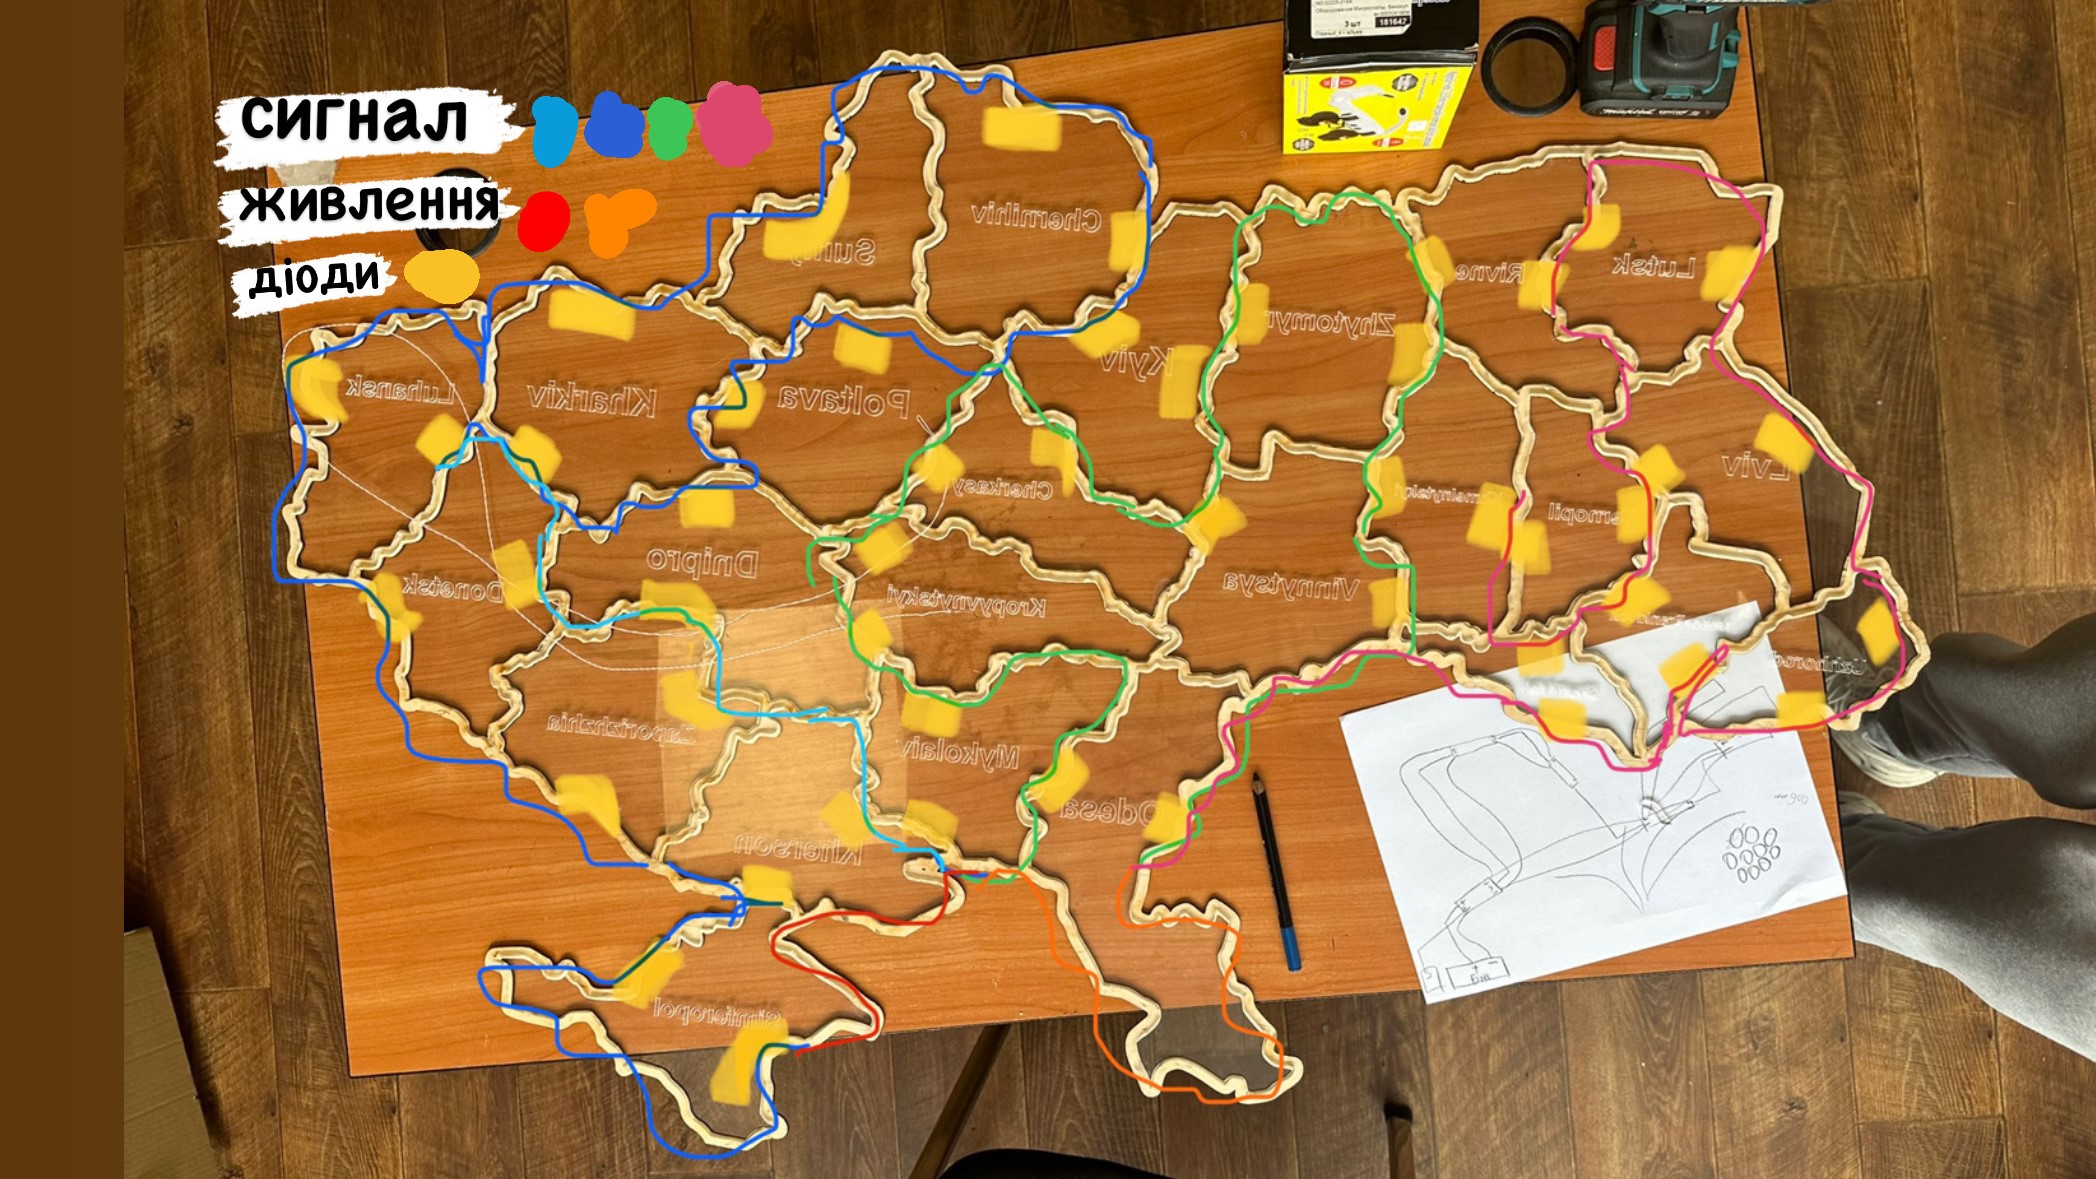 сигнал
живлення
діоди
3 шт 181642
Chernihiv
Sumy
Rivne
Lutsk
Zhytomyr
Kyiv
Luhansk
Kharkiv
Poltava
Lviv
Cherkasy
Khmelnytskyi
Ternopil
Dnipro
Donetsk
Vinnytsya
Kropyvnytskyi
Uzhhorod
Zaporizhzhia
Mykolaiv
Odesa
Kherson
Simferopol